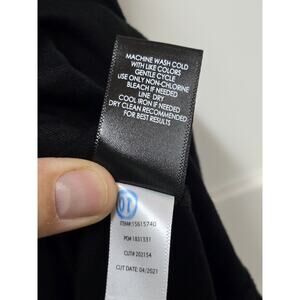 MACHINE WASH COLD
WITH LIKE COLORS
GENTLE CYCLE
USE ONLY NON-CHLORINE
BLEACH IF NEEDED
LINE DRY
COOL IRON IF NEEDED
DRY CLEAN RECOMMENDED
FOR BEST RESULTS
01
ITEM#:15615740
PO# 1831331
CUT# 202154
CUT DATE: 04/2021